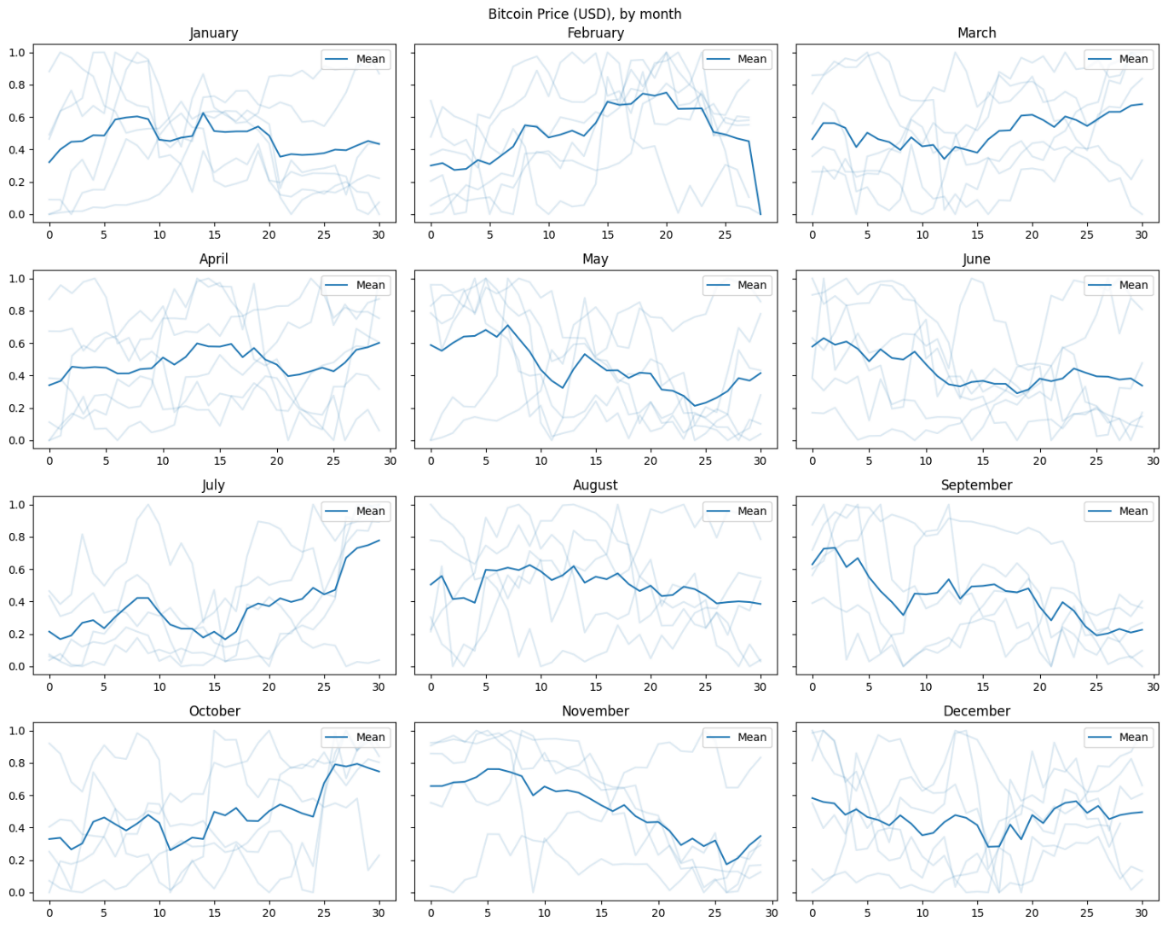 Bitcoin Price (USD), by month
January
February
March
1.0
0.8
0.6
0.4
0.2
0.0
Mean
Mean
Mean
0 5 10 15 20 25 30
0 5 10 15 20 25
0 5 10 15 20 25 30
April
May
June
1.0
0.8
0.6
0.4
0.2
0.0
Mean
Mean
Mean
0 5 10 15 20 25 30
0 5 10 15 20 25 30
0 5 10 15 20 25 30
July
August
September
1.0
0.8
0.6
0.4
0.2
0.0
Mean
Mean
Mean
0 5 10 15 20 25 30
0 5 10 15 20 25 30
0 5 10 15 20 25 30
October
November
December
1.0
0.8
0.6
0.4
0.2
0.0
Mean
Mean
Mean
0 5 10 15 20 25 30
0 5 10 15 20 25 30
0 5 10 15 20 25 30